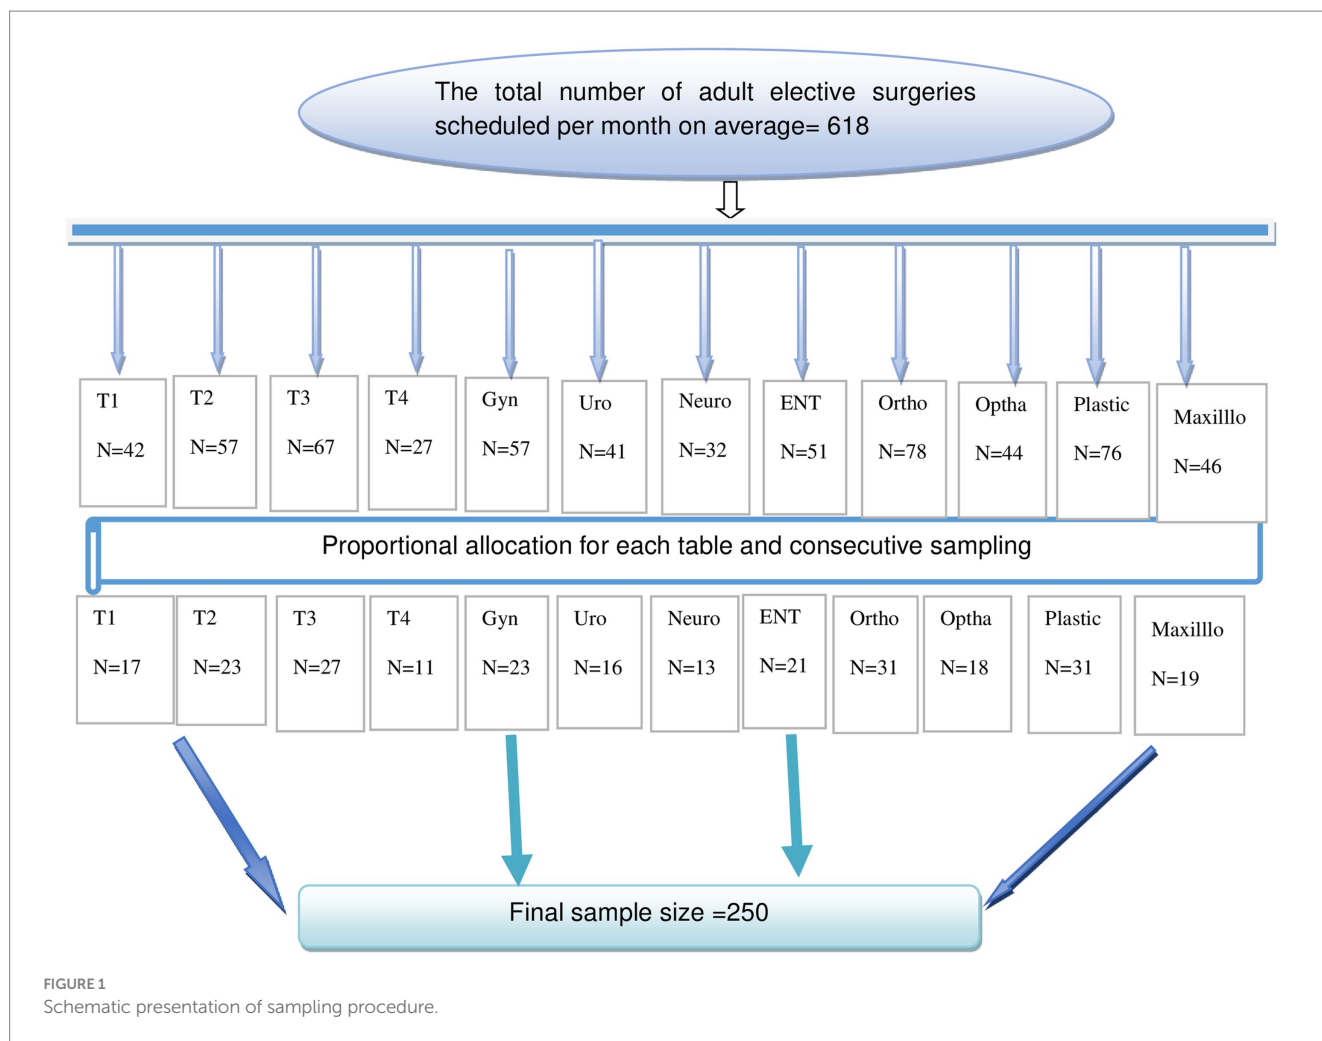 The total number of adult elective surgeries
scheduled per month on average= 618
T1
N=42
T2
N=57
T3
N=67
T4
N=27
Gyn
N=57
Uro
N=41
Neuro
N=32
ENT
N=51
Ortho
N=78
Optha
N=44
Plastic
N=76
Maxilllo
N=46
Proportional allocation for each table and consecutive sampling
T1
N=17
T2
N=23
T3
N=27
T4
N=11
Gyn
N=23
Uro
N=16
Neuro
N=13
ENT
N=21
Ortho
N=31
Optha
N=18
Plastic
N=31
Maxilllo
N=19
Final sample size =250
FIGURE 1
Schematic presentation of sampling procedure.